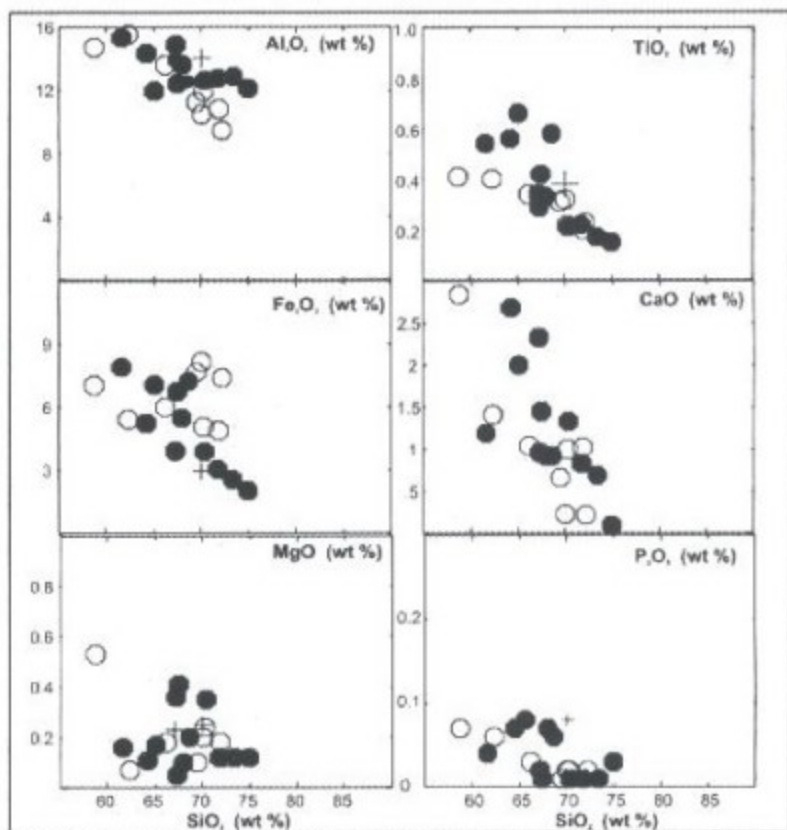 Al₂O₃ (wt %)
16
12
8
4
TiO₂ (wt %)
1.0
0.8
0.6
0.4
0.2
Fe₂O₃ (wt %)
9
6
3
CaO (wt %)
2.5
2
1.5
1
.5
MgO (wt %)
0.8
0.6
0.4
0.2
60 65 70 75 80 85
SiO₂ (wt %)
P₂O₅ (wt %)
0.2
0.1
0
60 65 70 75 80 85
SiO₂ (wt %)